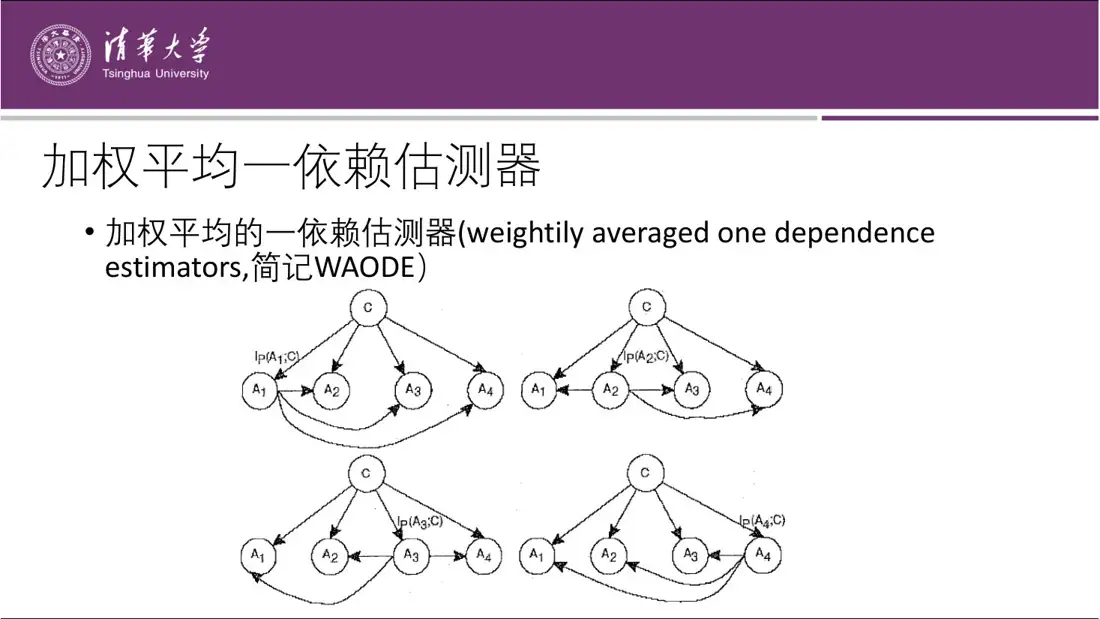 清华大学
Tsinghua University
加权平均一依赖估测器
• 加权平均的一依赖估测器(weightily averaged one dependence
estimators,简记WAODE）
C
C
IP(A1;C)
IP(A2;C)
A1 A2 A3 A4
A1 A2 A3 A4
C
C
IP(A3;C)
IP(A4;C)
A1 A2 A3 A4
A1 A2 A3 A4